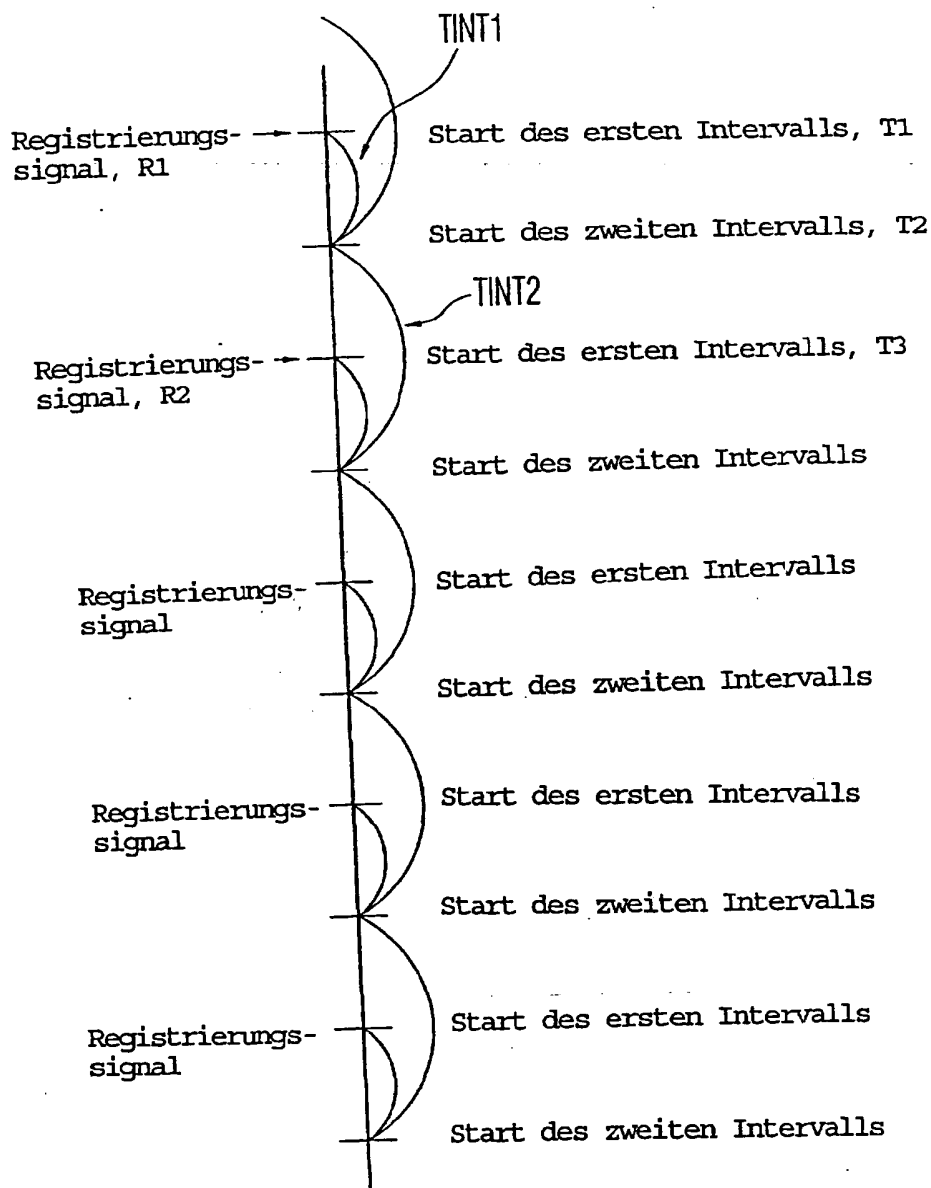 TINT1
Registrierungs-
signal, R1
Start des ersten Intervalls, T1
Start des zweiten Intervalls, T2
TINT2
Registrierungs-
signal, R2
Start des ersten Intervalls, T3
Start des zweiten Intervalls
Registrierungs-
signal
Start des ersten Intervalls
Start des zweiten Intervalls
Registrierungs-
signal
Start des ersten Intervalls
Start des zweiten Intervalls
Registrierungs-
signal
Start des ersten Intervalls
Start des zweiten Intervalls